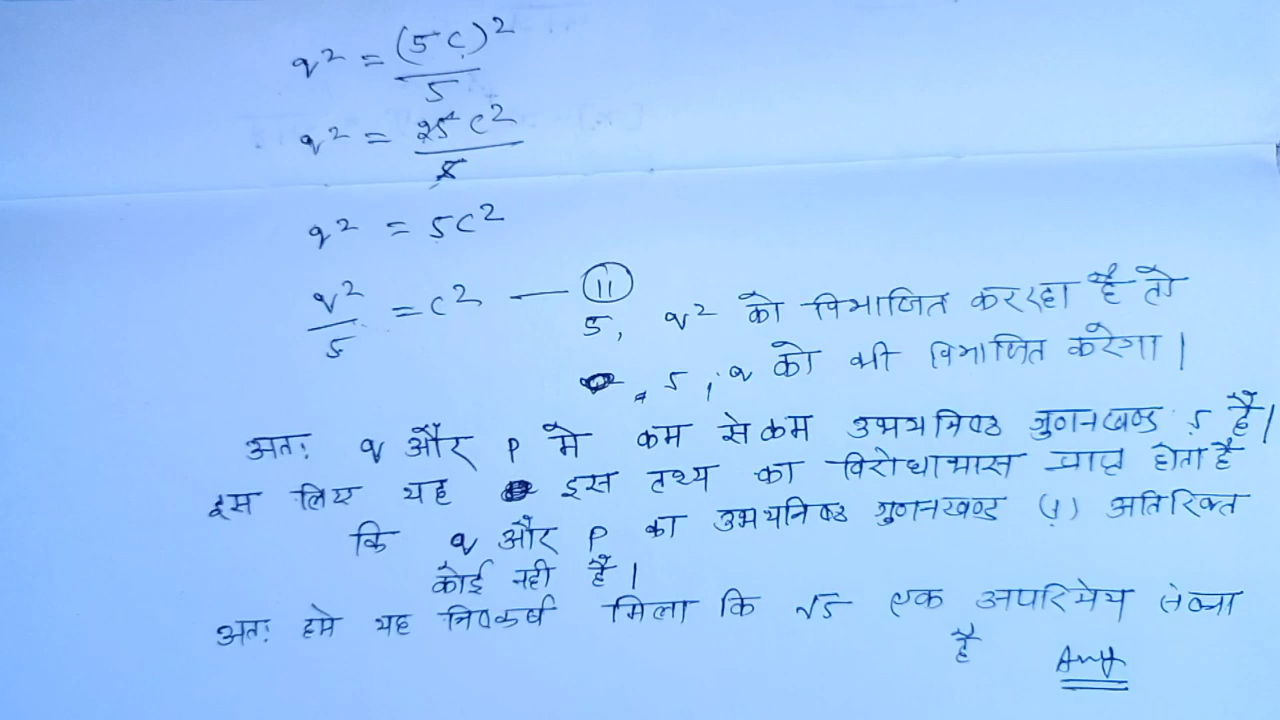 q² = (5c)²/5
q² = 25c²/5
q² = 5c²
q²/5 = c² — (11)
5, q² को विभाजित कर रहा है तो
5, q को भी विभाजित करेगा।
अतः q और p मे कम से कम उभयनिष्ठ गुणनखण्ड 5 है।
इस लिए यह इस तथ्य का विरोधाभास प्राप्त होता है
कि q और p का उभयनिष्ठ गुणनखण्ड (1) अतिरिक्त
कोई नही है।
अतः हमे यह निष्कर्ष मिला कि √5 एक अपरिमेय संख्या
है Ans